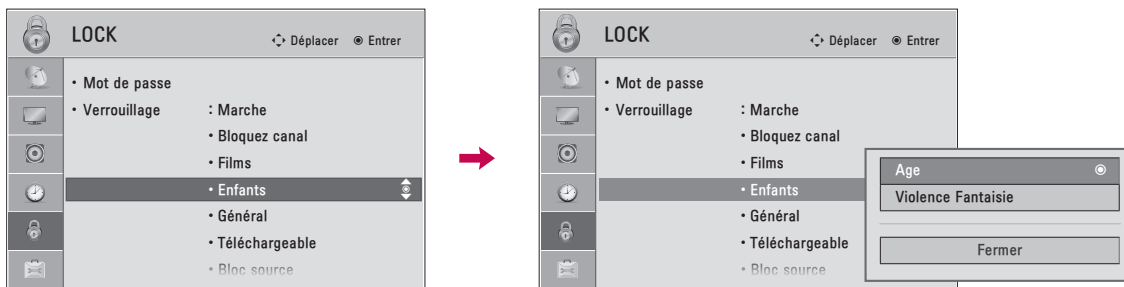 LOCK
Déplacer Entrer
• Mot de passe
• Verrouillage : Marche
• Bloquez canal
• Films
• Enfants
• Général
• Téléchargeable
• Bloc source
LOCK
Déplacer Entrer
• Mot de passe
• Verrouillage : Marche
• Bloquez canal
• Films
• Enfants
• Général
• Téléchargeable
• Bloc source
Age
Violence Fantaisie
Fermer